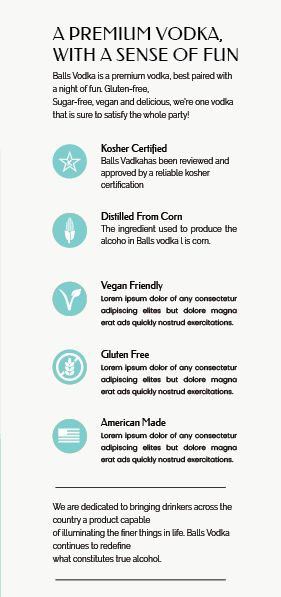 A PREMIUM VODKA,
WITH A SENSE OF FUN
Balls Vodka is a premium vodka, best paired with
a night of fun. Gluten-free,
Sugar-free, vegan and delicious, we're one vodka
that is sure to satisfy the whole party!
Kosher Certified
Balls Vadkahas been reviewed and
approved by a reliable kosher
certification
Distilled From Corn
The ingredient used to produce the
alcoho in Balls vodka l is corn.
Vegan Friendly
Lorem ipsum dolor of any consectetur
adipiscing elites but dolore magna
erat ads quickly nostrud exercitations.
Gluten Free
Lorem ipsum dolor of any consectetur
adipiscing elites but dolore magna
erat ads quickly nostrud exercitations.
American Made
Lorem ipsum dolor of any consectetur
adipiscing elites but dolore magna
erat ads quickly nostrud exercitations.
We are dedicated to bringing drinkers across the
country a product capable
of illuminating the finer things in life. Balls Vodka
continues to redefine
what constitutes true alcohol.